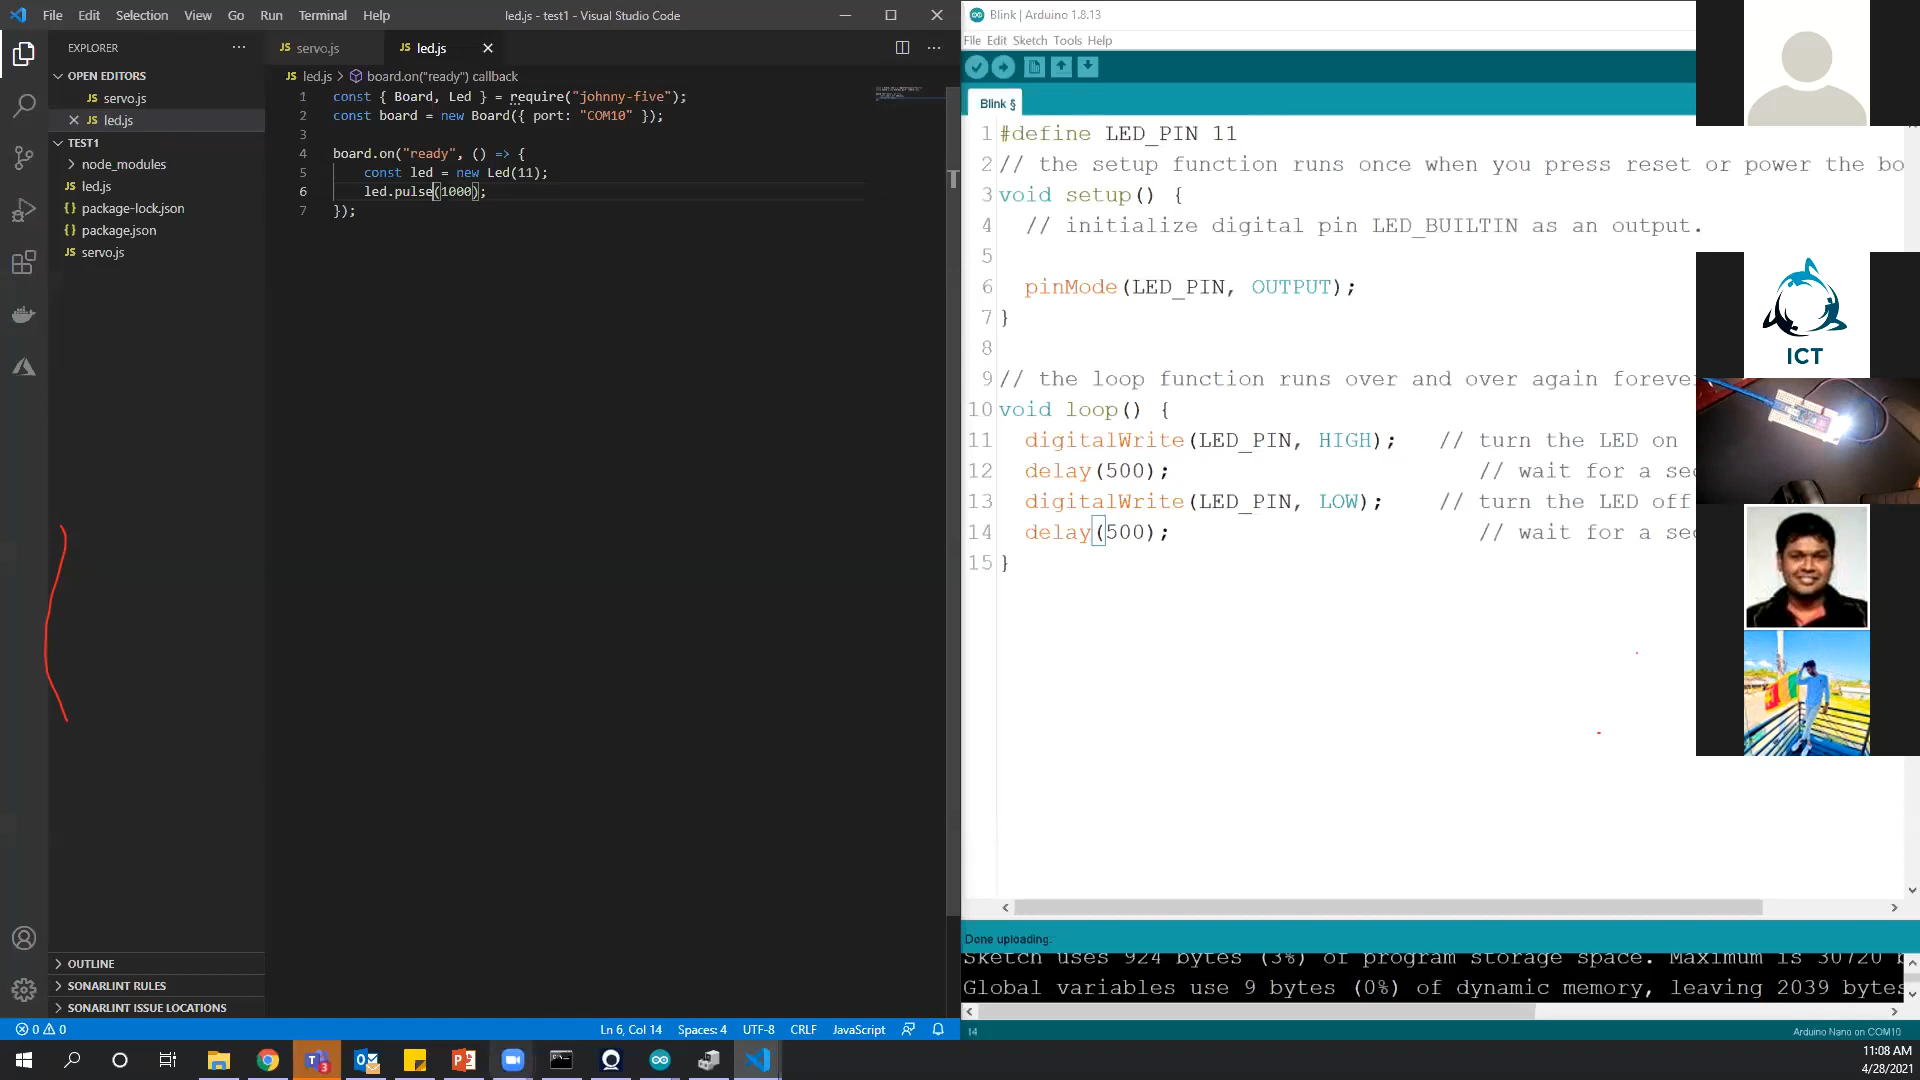 File Edit Selection View Go Run Terminal Help
led.js - test1 - Visual Studio Code
EXPLORER
OPEN EDITORS
servo.js
led.js
TEST1
node_modules
led.js
package-lock.json
package.json
servo.js
OUTLINE
SONARLINT RULES
SONARLINT ISSUE LOCATIONS
servo.js
led.js
led.js > board.on("ready") callback
1 const { Board, Led } = require("johnny-five");
2 const board = new Board({ port: "COM10" });
3
4 board.on("ready", () => {
5 const led = new Led(11);
6 led.pulse(1000);
7 });
0 0
Ln 6, Col 14 Spaces: 4 UTF-8 CRLF JavaScript
Blink | Arduino 1.8.13
File Edit Sketch Tools Help
Blink §
1 #define LED_PIN 11
2 // the setup function runs once when you press reset or power the bo
3 void setup() {
4 // initialize digital pin LED_BUILTIN as an output.
5
6 pinMode(LED_PIN, OUTPUT);
7 }
8
9 // the loop function runs over and over again forever
10 void loop() {
11 digitalWrite(LED_PIN, HIGH); // turn the LED on
12 delay(500); // wait for a sec
13 digitalWrite(LED_PIN, LOW); // turn the LED off
14 delay(500); // wait for a sec
15 }
Done uploading.
Sketch uses 924 bytes (3%) of program storage space. Maximum is 30720 b
Global variables use 9 bytes (0%) of dynamic memory, leaving 2039 bytes
14
Arduino Nano on COM10
ICT
11:08 AM
4/28/2021